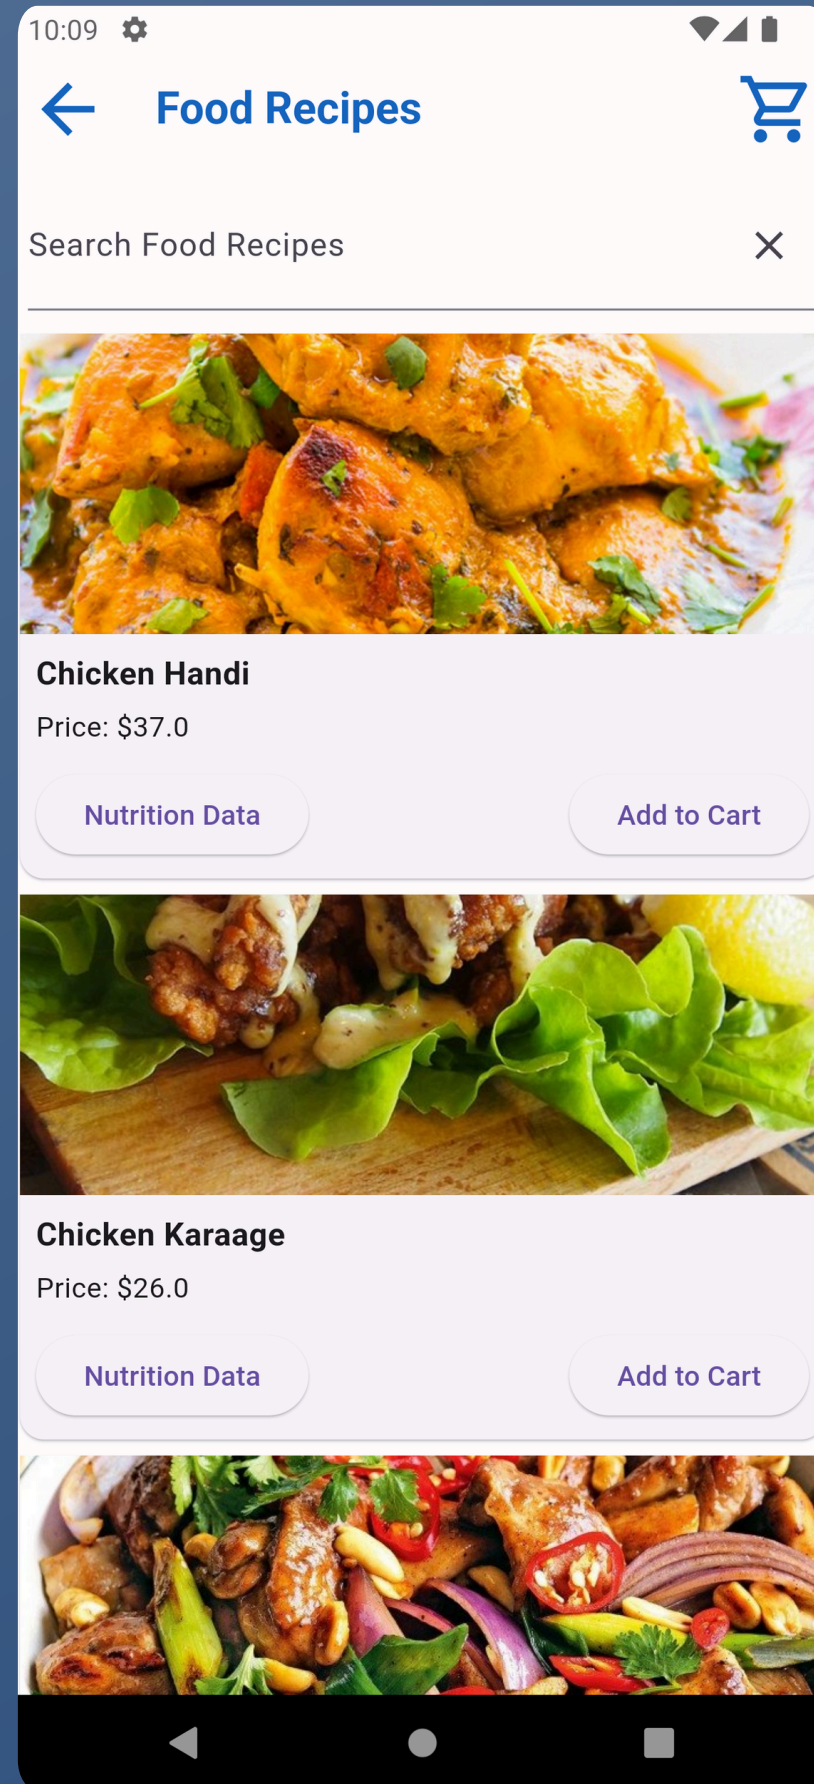 10:09
Food Recipes
Search Food Recipes
Chicken Handi
Price: $37.0
Nutrition Data
Add to Cart
Chicken Karaage
Price: $26.0
Nutrition Data
Add to Cart